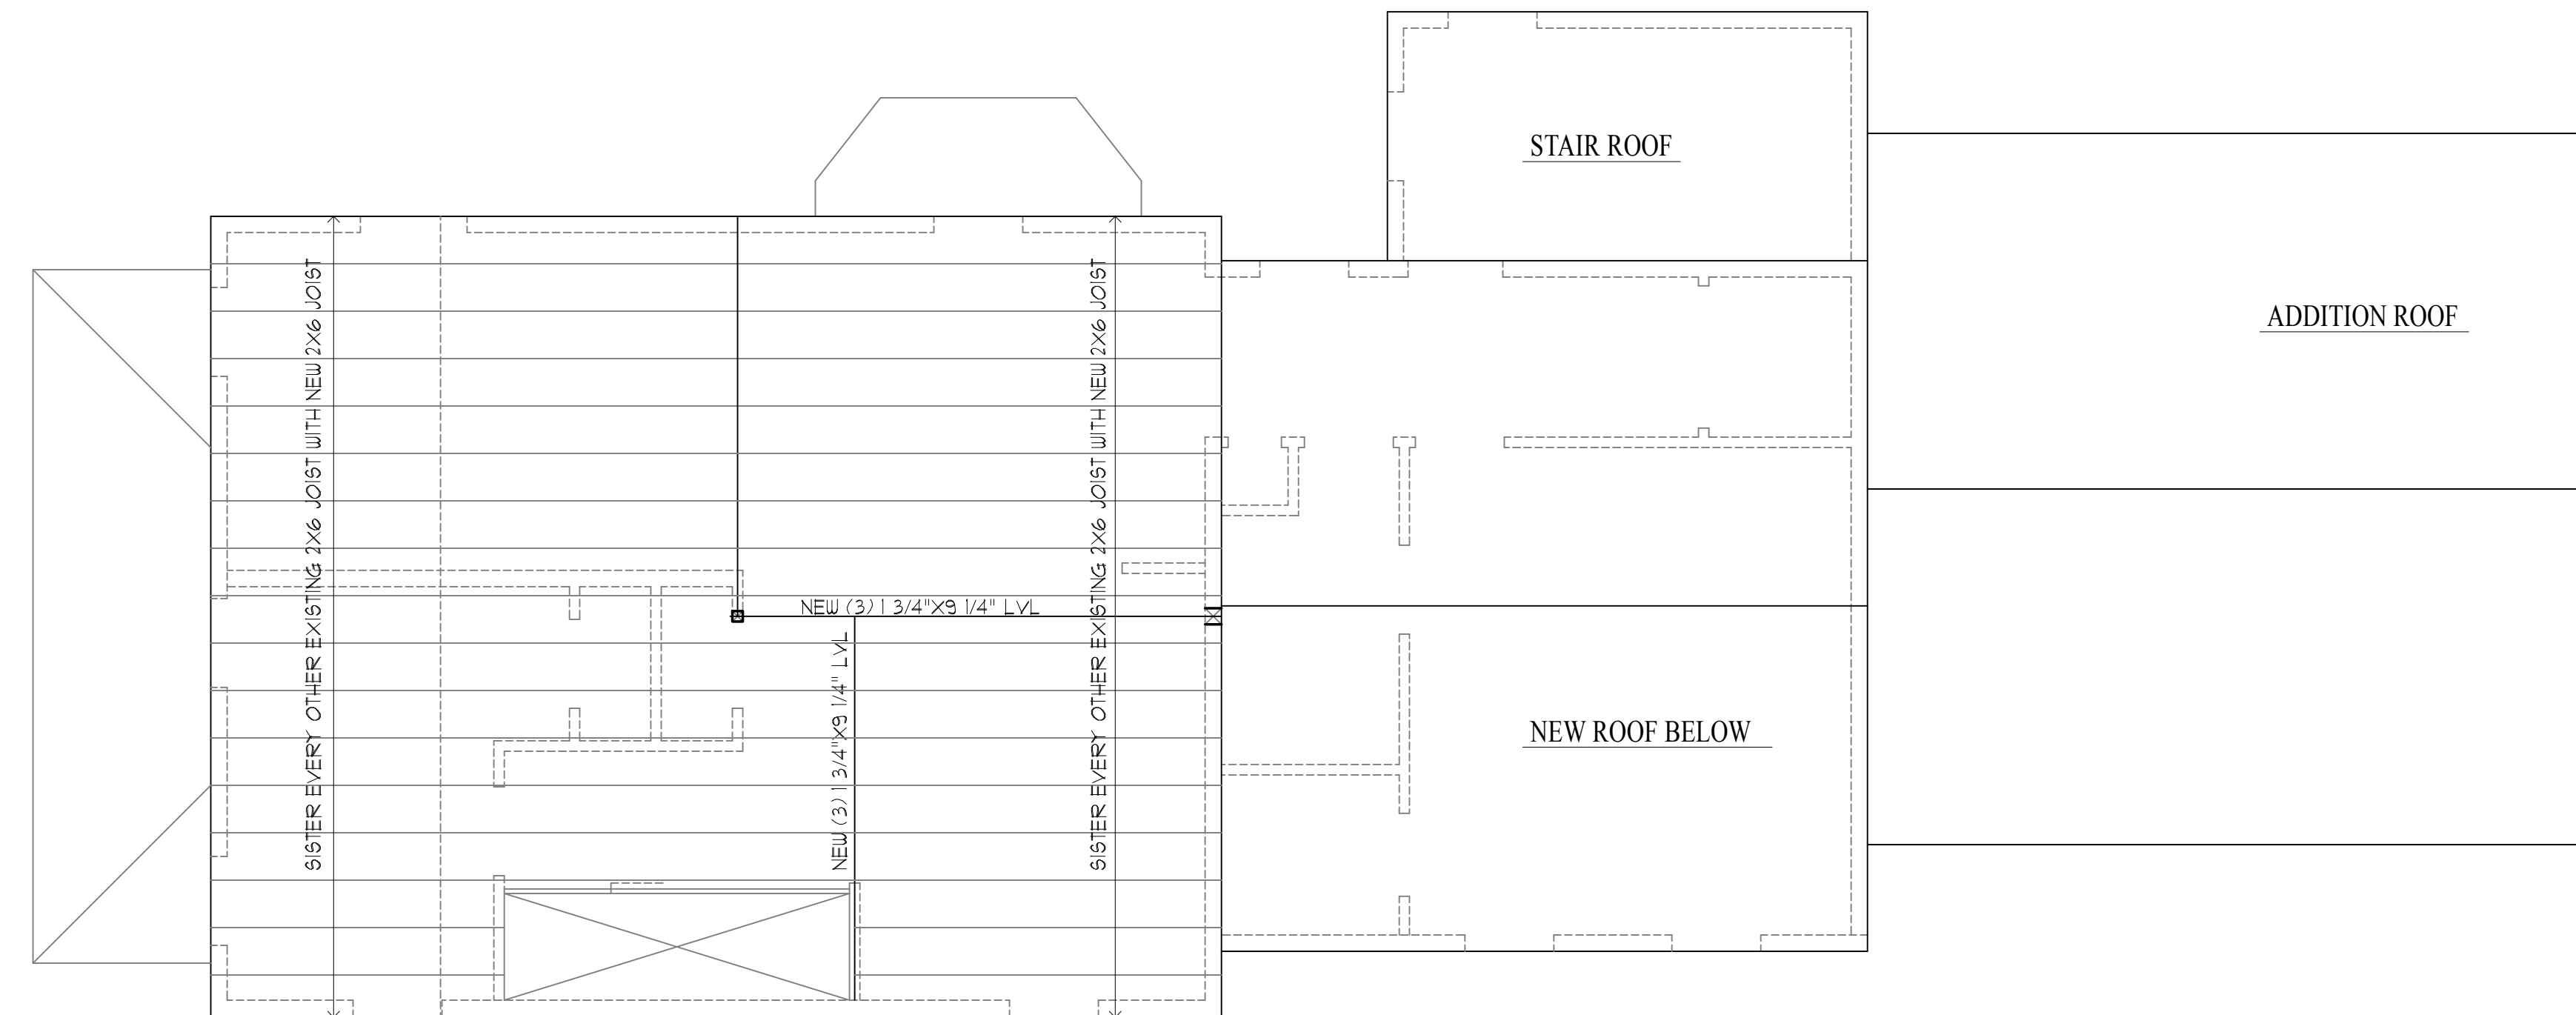 STAIR ROOF
ADDITION ROOF
SISTER EVERY OTHER EXISTING 2X6 JOIST WITH NEW 2X6 JOIST
SISTER EVERY OTHER EXISTING 2X6 JOIST WITH NEW 2X6 JOIST
NEW (3) 1 3/4"X9 1/4" LVL
NEW (3) 1 3/4"X9 1/4" LVL
NEW ROOF BELOW